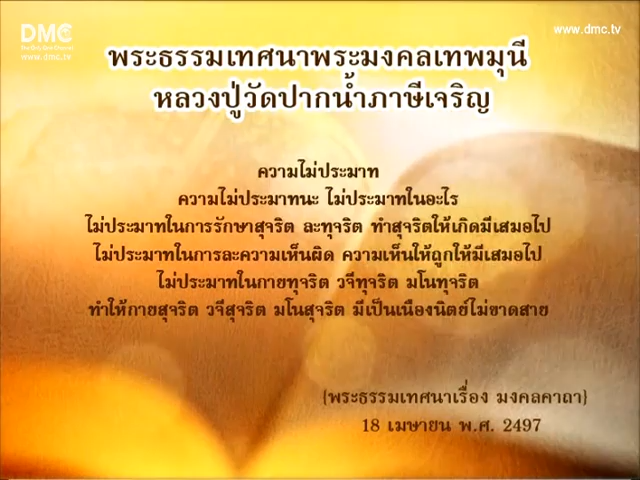 DMC
The Only One Channel
www.dmc.tv
www.dmc.tv
พระธรรมเทศนาพระมงคลเทพมุนี
หลวงปู่วัดปากน้ำภาษีเจริญ
ความไม่ประมาท
ความไม่ประมาทนะ ไม่ประมาทในอะไร
ไม่ประมาทในการรักษาสุจริต ละทุจริต ทำสุจริตให้เกิดมีเสมอไป
ไม่ประมาทในการละความเห็นผิด ความเห็นให้ถูกให้มีเสมอไป
ไม่ประมาทในกายทุจริต วจีทุจริต มโนทุจริต
ทำให้กายสุจริต วจีสุจริต มโนสุจริต มีเป็นเนืองนิตย์ไม่ขาดสาย
{พระธรรมเทศนาเรื่อง มงคลคาถา}
18 เมษายน พ.ศ. 2497